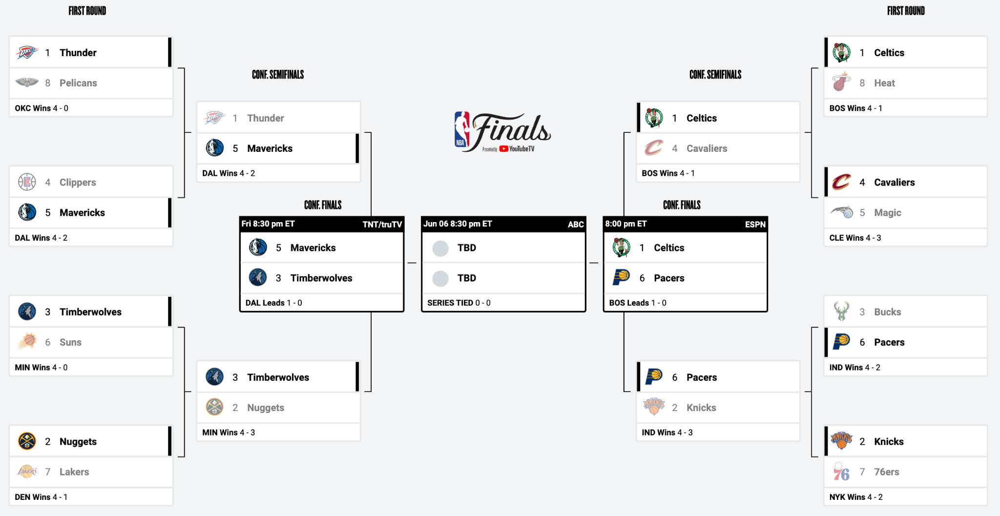 FIRST ROUND
1 Thunder
8 Pelicans
OKC Wins 4 - 0
4 Clippers
5 Mavericks
DAL Wins 4 - 2
3 Timberwolves
6 Suns
MIN Wins 4 - 0
2 Nuggets
7 Lakers
DEN Wins 4 - 1
CONF. SEMIFINALS
1 Thunder
5 Mavericks
DAL Wins 4 - 2
3 Timberwolves
2 Nuggets
MIN Wins 4 - 3
CONF. FINALS
Fri 8:30 pm ET TNT/truTV
5 Mavericks
3 Timberwolves
DAL Leads 1 - 0
NBA Finals
Presented by YouTubeTV
Jun 06 8:30 pm ET ABC
TBD
TBD
SERIES TIED 0 - 0
CONF. FINALS
8:00 pm ET ESPN
1 Celtics
6 Pacers
BOS Leads 1 - 0
CONF. SEMIFINALS
1 Celtics
4 Cavaliers
BOS Wins 4 - 1
6 Pacers
2 Knicks
IND Wins 4 - 3
FIRST ROUND
1 Celtics
8 Heat
BOS Wins 4 - 1
4 Cavaliers
5 Magic
CLE Wins 4 - 3
3 Bucks
6 Pacers
IND Wins 4 - 2
2 Knicks
7 76ers
NYK Wins 4 - 2